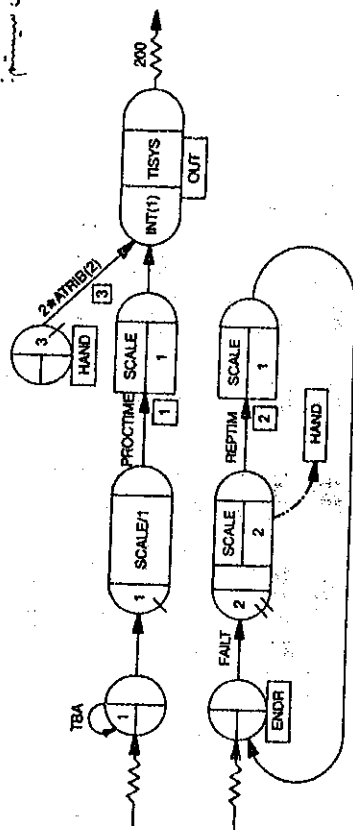 TBA
1
1
SCALE/1
PROCTIME
1
SCALE
1
3
HAND
2*ATRIB(2)
3
INT(1)
TISYS
OUT
200
ENDR
FAILT
2
SCALE
2
REPTIM
2
SCALE
1
HAND